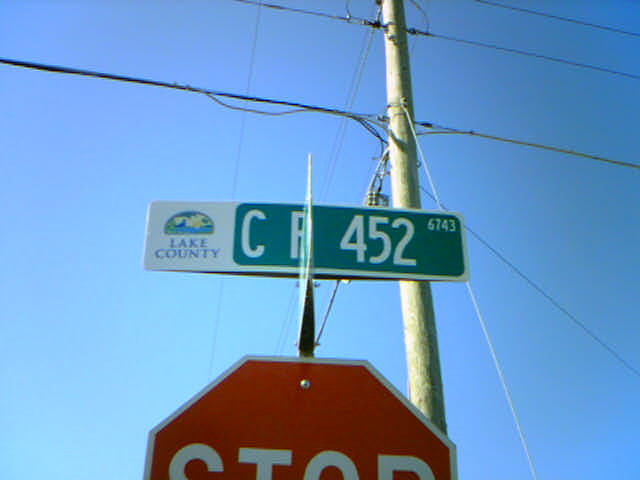 LAKE
COUNTY
C R 452 6743
STOP